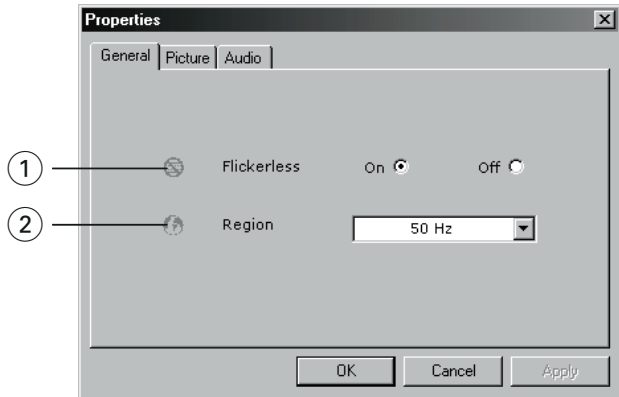 Properties
General Picture Audio
1 Flickerless On Off
2 Region 50 Hz
OK Cancel Apply